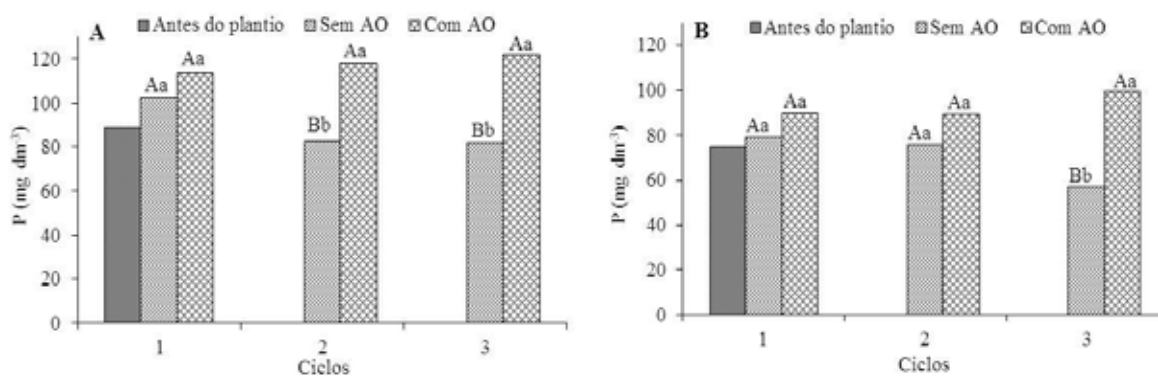 A
Antes do plantio Sem AO Com AO
120
100
80
60
40
20
0
P (mg dm-3)
Aa Aa
Bb Aa
Bb Aa
1 2 3
Ciclos
B
Antes do plantio Sem AO Com AO
120
100
80
60
40
20
0
P (mg dm-3)
Aa Aa
Aa Aa
Bb Aa
1 2 3
Ciclos